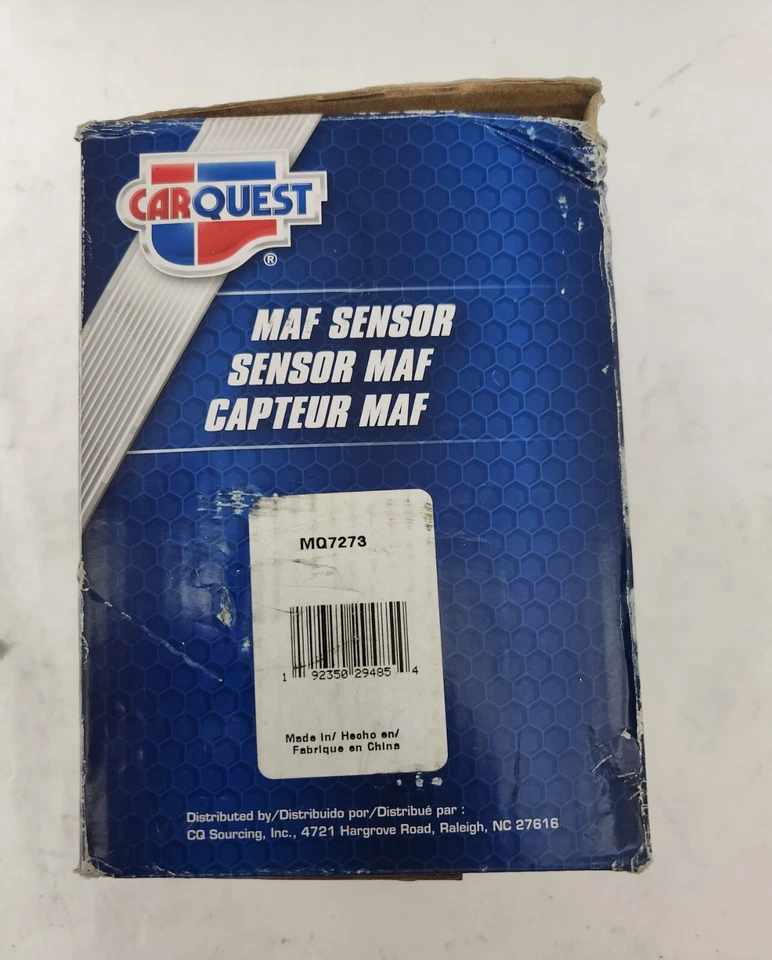 CARQUEST
®
MAF SENSOR
SENSOR MAF
CAPTEUR MAF
MQ7273
1 92350 29485 4
Made In/ Hecho en/
Fabrique en China
Distributed by/Distribuido por/Distribué par :
CQ Sourcing, Inc., 4721 Hargrove Road, Raleigh, NC 27616